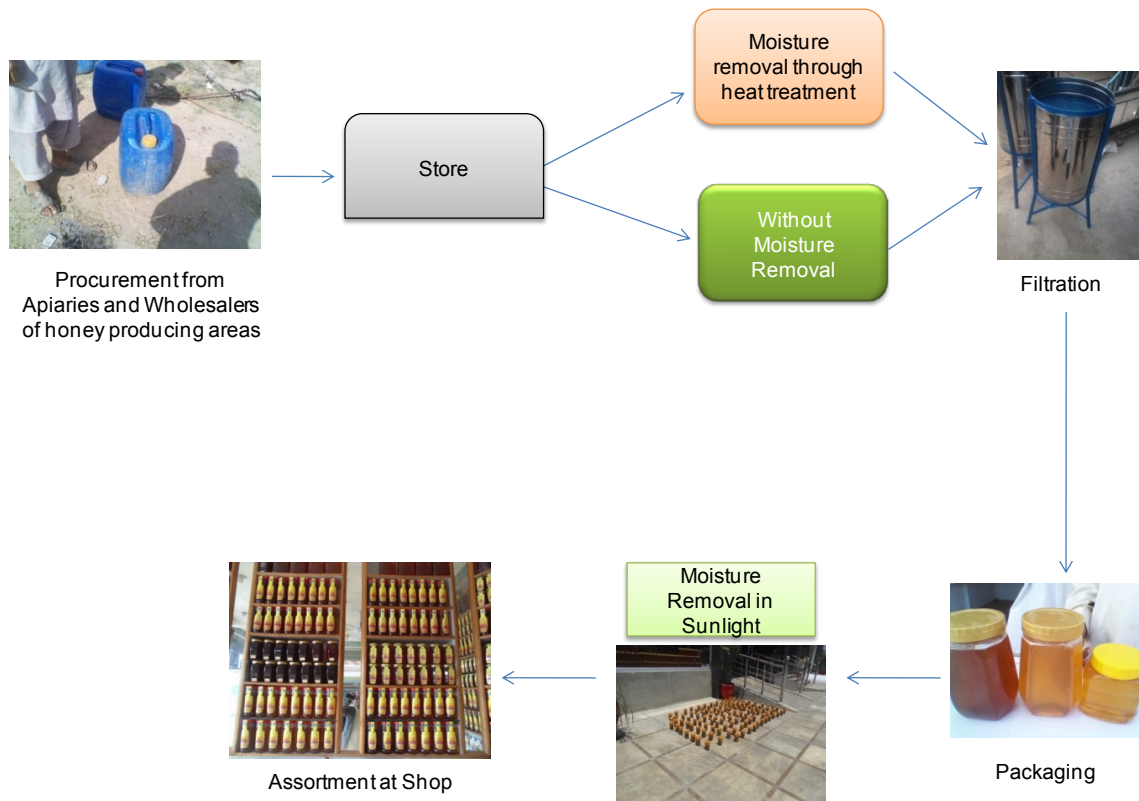 Procurement from
Apiaries and Wholesalers
of honey producing areas
Store
Moisture
removal through
heat treatment
Without
Moisture
Removal
Filtration
Packaging
Moisture
Removal in
Sunlight
Assortment at Shop